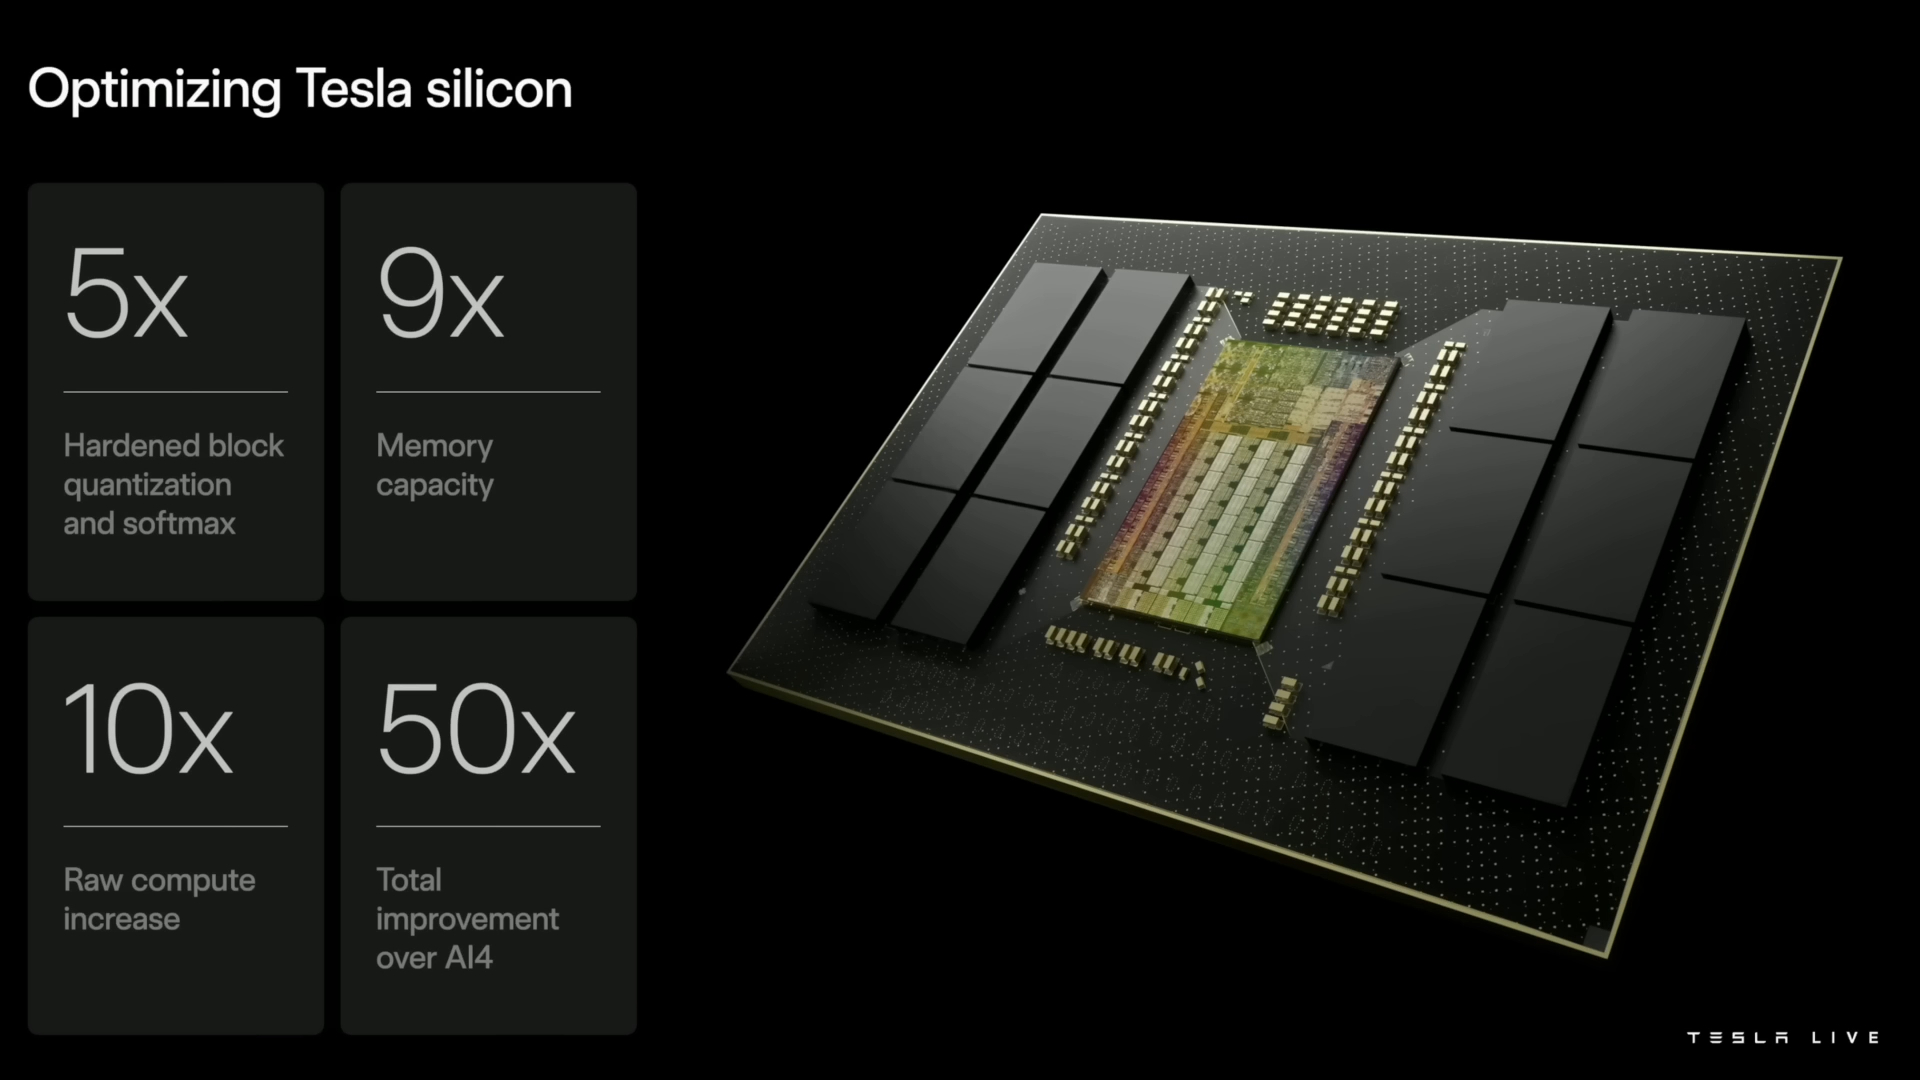 Optimizing Tesla silicon
5x
Hardened block
quantization
and softmax
9x
Memory
capacity
10x
Raw compute
increase
50x
Total
improvement
over AI4
TESLA LIVE